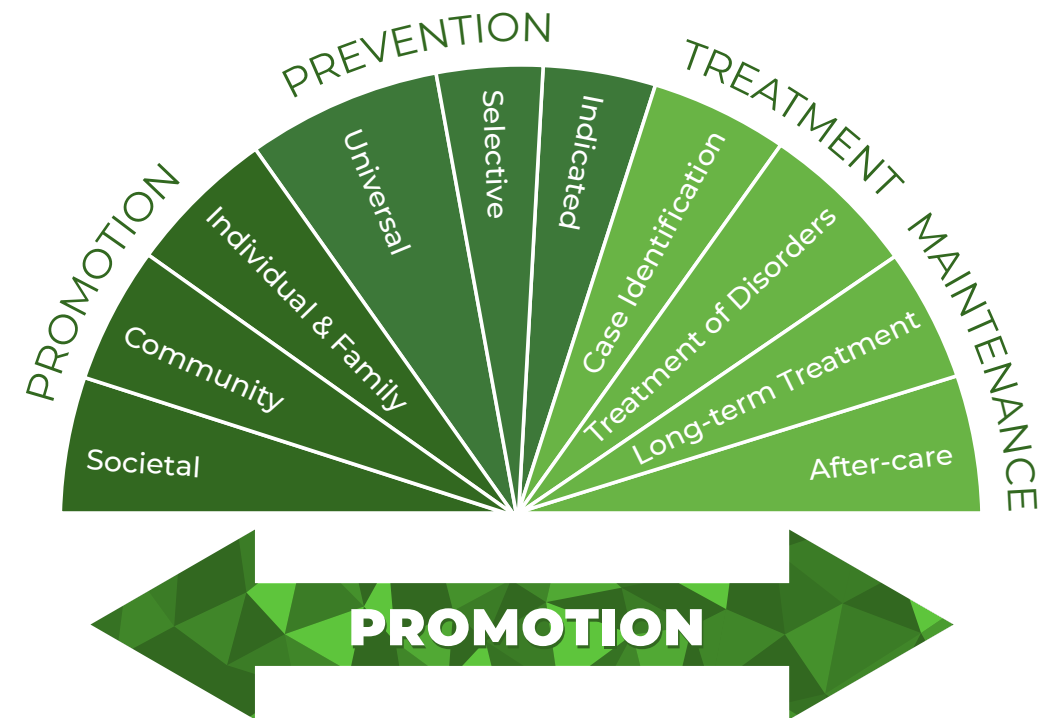 PROMOTION
PREVENTION
TREATMENT
MAINTENANCE
Societal
Community
Individual & Family
Universal
Selective
Indicated
Case Identification
Treatment of Disorders
Long-term Treatment
After-care
PROMOTION